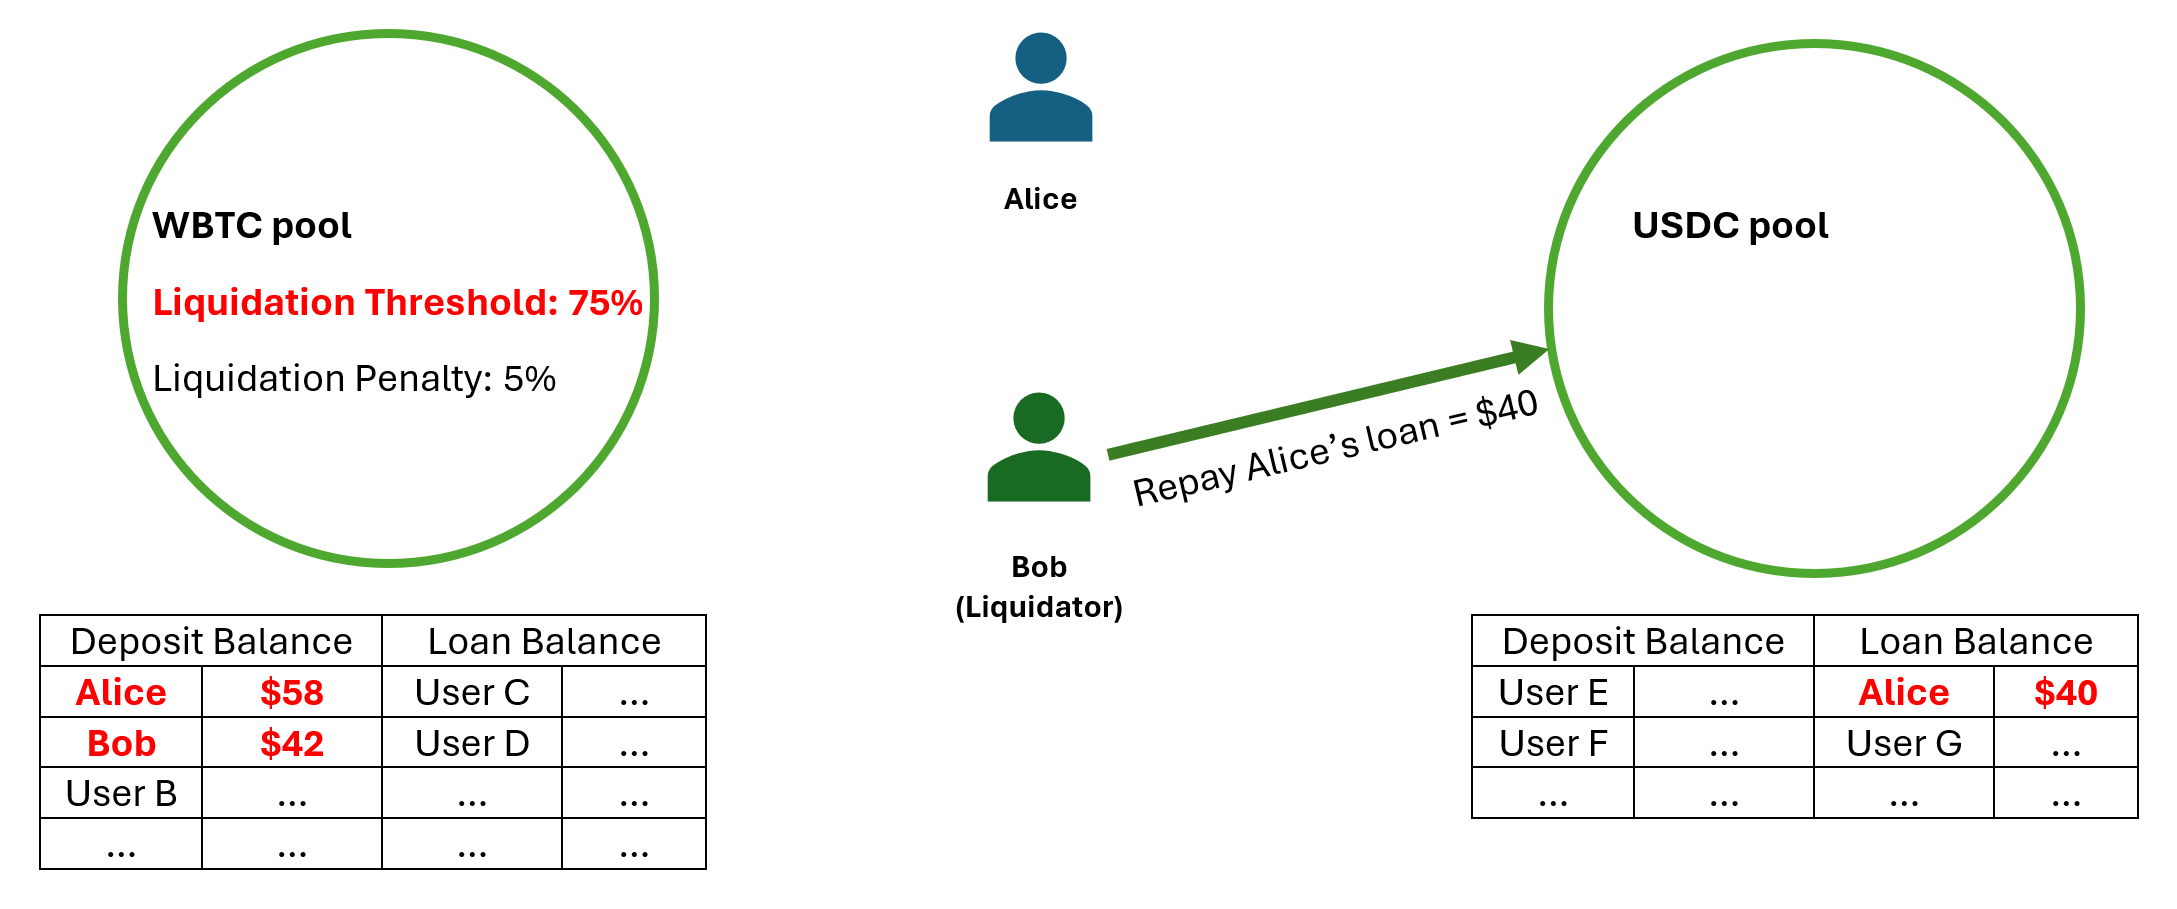 Alice
WBTC pool
Liquidation Threshold: 75%
Liquidation Penalty: 5%
USDC pool
Repay Alice’s loan = $40
Bob
(Liquidator)
Deposit Balance Loan Balance
Alice $58 User C ...
Bob $42 User D ...
User B ... ... ...
... ... ... ...
Deposit Balance Loan Balance
User E ... Alice $40
User F ... User G ...
... ... ... ...